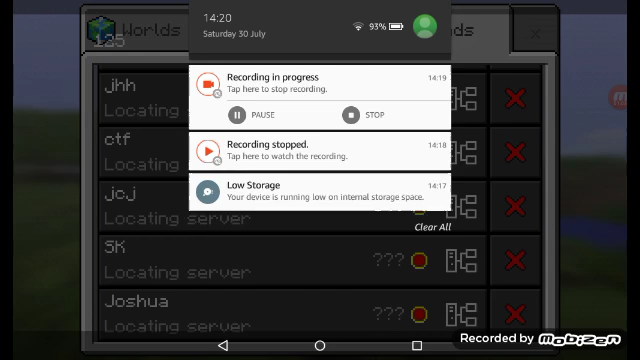 14:20
Saturday 30 July
93%
Worlds
125
Recording in progress 14:19
Tap here to stop recording.
PAUSE STOP
Recording stopped. 14:18
Tap here to watch the recording.
Low Storage 14:17
Your device is running low on internal storage space.
Clear All
jhh
Locating
ctf
Locating
jcj
Locating
SK
Locating server ???
Joshua
Locating server ???
Recorded by MOBIZEN